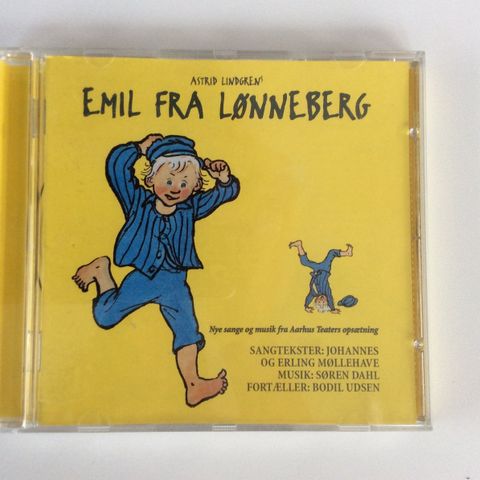 ASTRID LINDGRENS'
EMIL FRA LØNNEBERG
Nye sange og musik fra Aarhus Teaters opsætning
SANGTEKSTER: JOHANNES
OG ERLING MØLLEHAVE
MUSIK: SØREN DAHL
FORTÆLLER: BODIL UDSEN